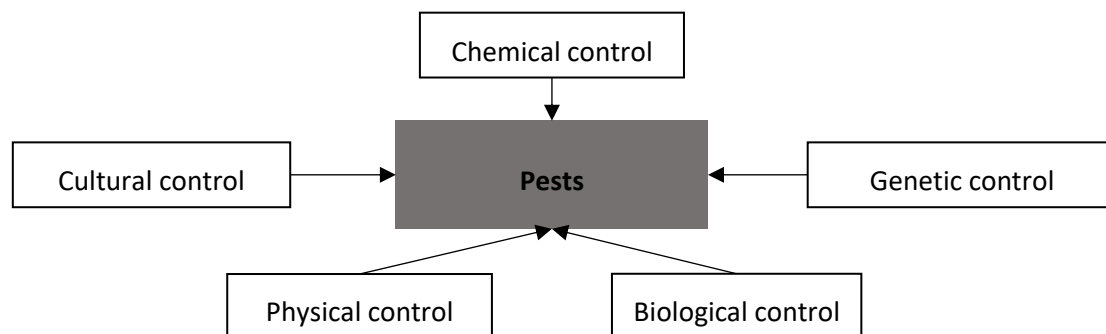 Chemical control
Cultural control
Pests
Genetic control
Physical control
Biological control